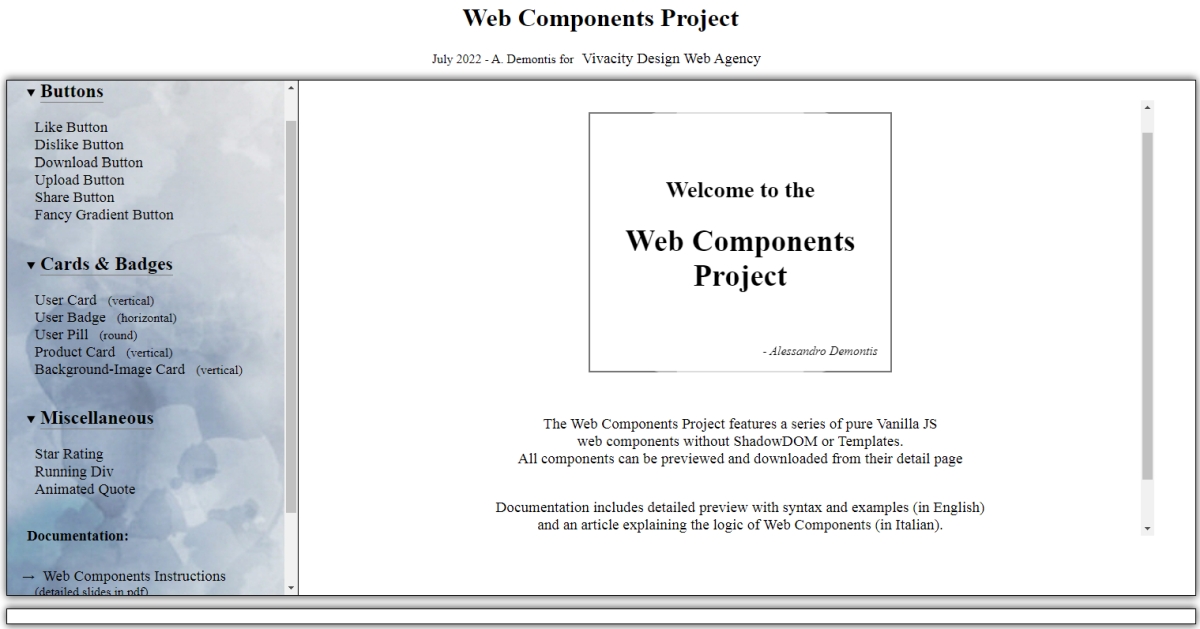 Web Components Project
July 2022 - A. Demontis for Vivacity Design Web Agency
▾ Buttons
Like Button
Dislike Button
Download Button
Upload Button
Share Button
Fancy Gradient Button
▾ Cards & Badges
User Card (vertical)
User Badge (horizontal)
User Pill (round)
Product Card (vertical)
Background-Image Card (vertical)
▾ Miscellaneous
Star Rating
Running Div
Animated Quote
Documentation:
→ Web Components Instructions
(detailed slides in pdf)
Welcome to the
Web Components
Project
- Alessandro Demontis
The Web Components Project features a series of pure Vanilla JS
web components without ShadowDOM or Templates.
All components can be previewed and downloaded from their detail page
Documentation includes detailed preview with syntax and examples (in English)
and an article explaining the logic of Web Components (in Italian).